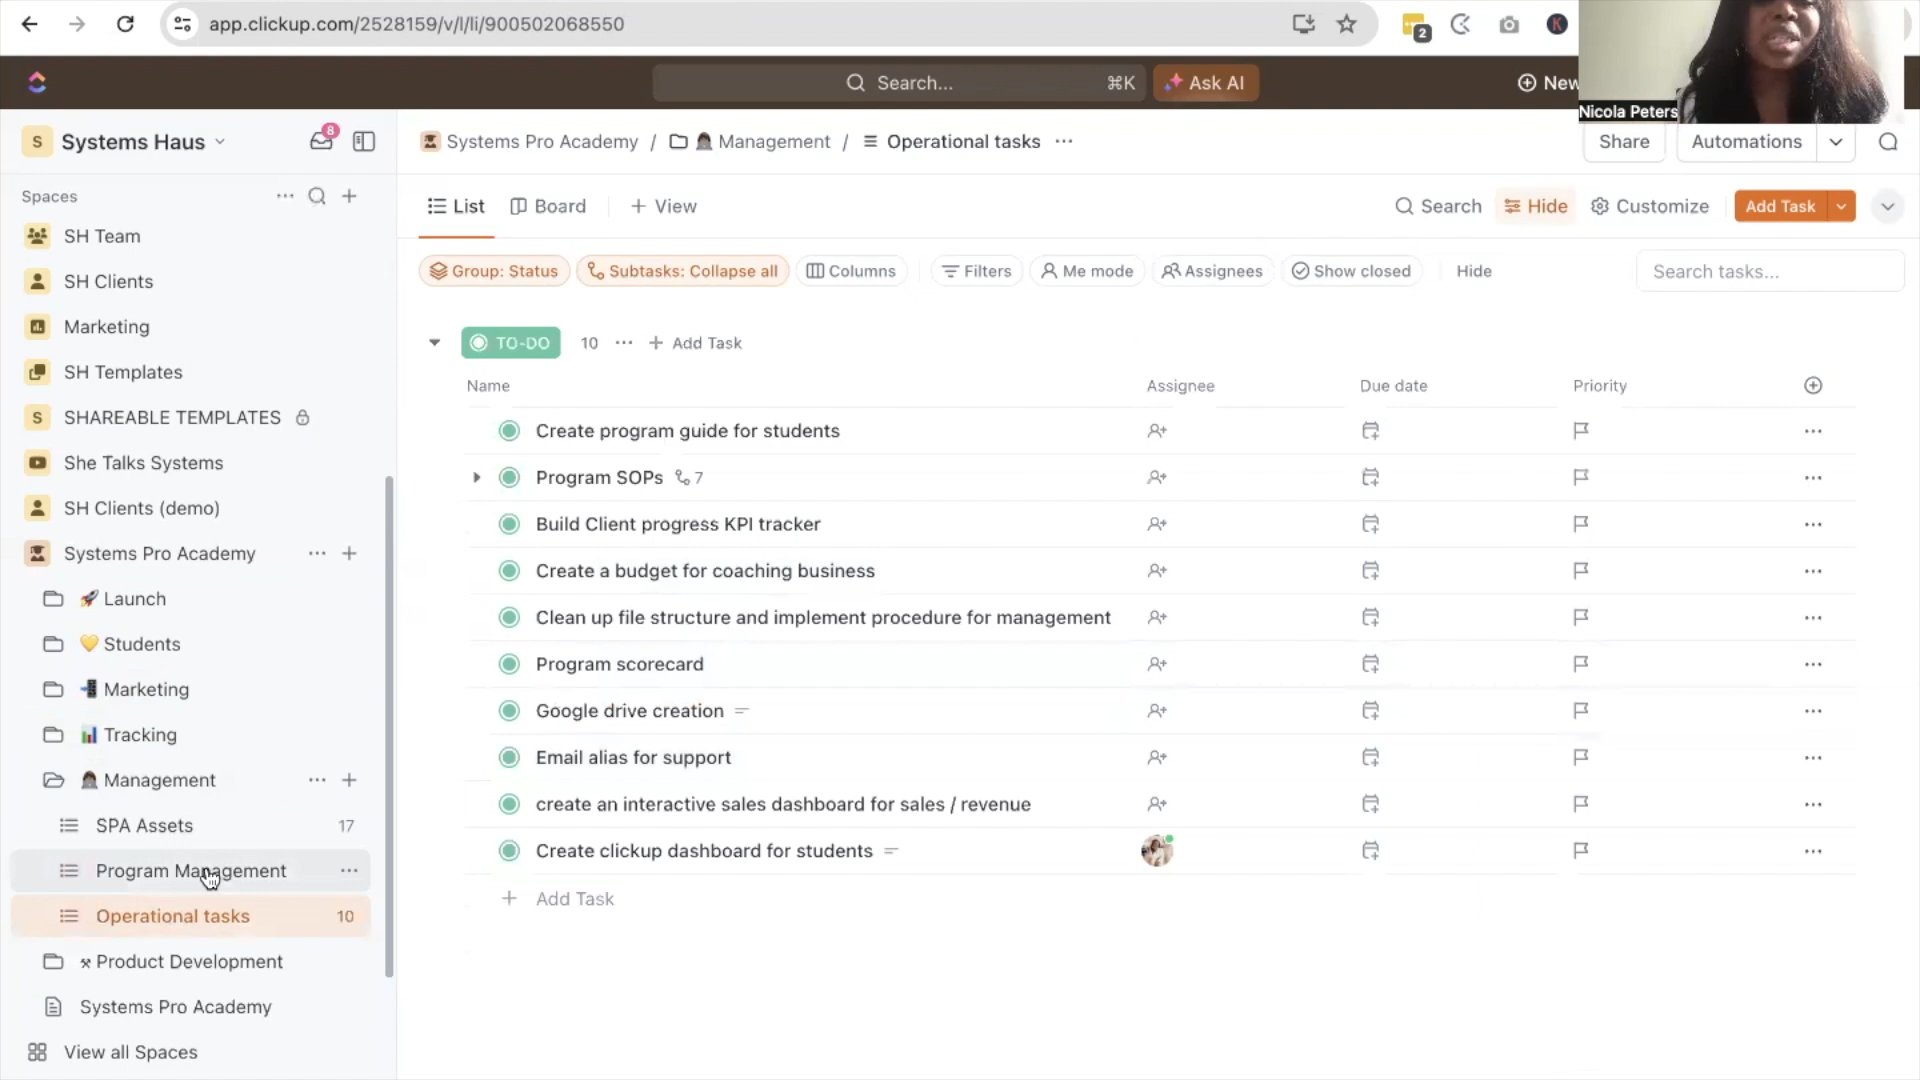 app.clickup.com/2528159/v/l/li/900502068550
2
K
Search...
⌘K
Ask AI
New
Nicola Peters
S
Systems Haus
8
Systems Pro Academy / Management / Operational tasks ...
Share
Automations
Spaces
List
Board
+ View
Search
Hide
Customize
Add Task
SH Team
SH Clients
Marketing
SH Templates
S SHAREABLE TEMPLATES
She Talks Systems
SH Clients (demo)
Systems Pro Academy
Launch
Students
Marketing
Tracking
Management
SPA Assets 17
Program Management
Operational tasks 10
Product Development
Systems Pro Academy
View all Spaces
Group: Status
Subtasks: Collapse all
Columns
Filters
Me mode
Assignees
Show closed
Hide
Search tasks...
TO-DO 10 ... + Add Task
Name Assignee Due date Priority
Create program guide for students
Program SOPs 7
Build Client progress KPI tracker
Create a budget for coaching business
Clean up file structure and implement procedure for management
Program scorecard
Google drive creation
Email alias for support
create an interactive sales dashboard for sales / revenue
Create clickup dashboard for students
+ Add Task